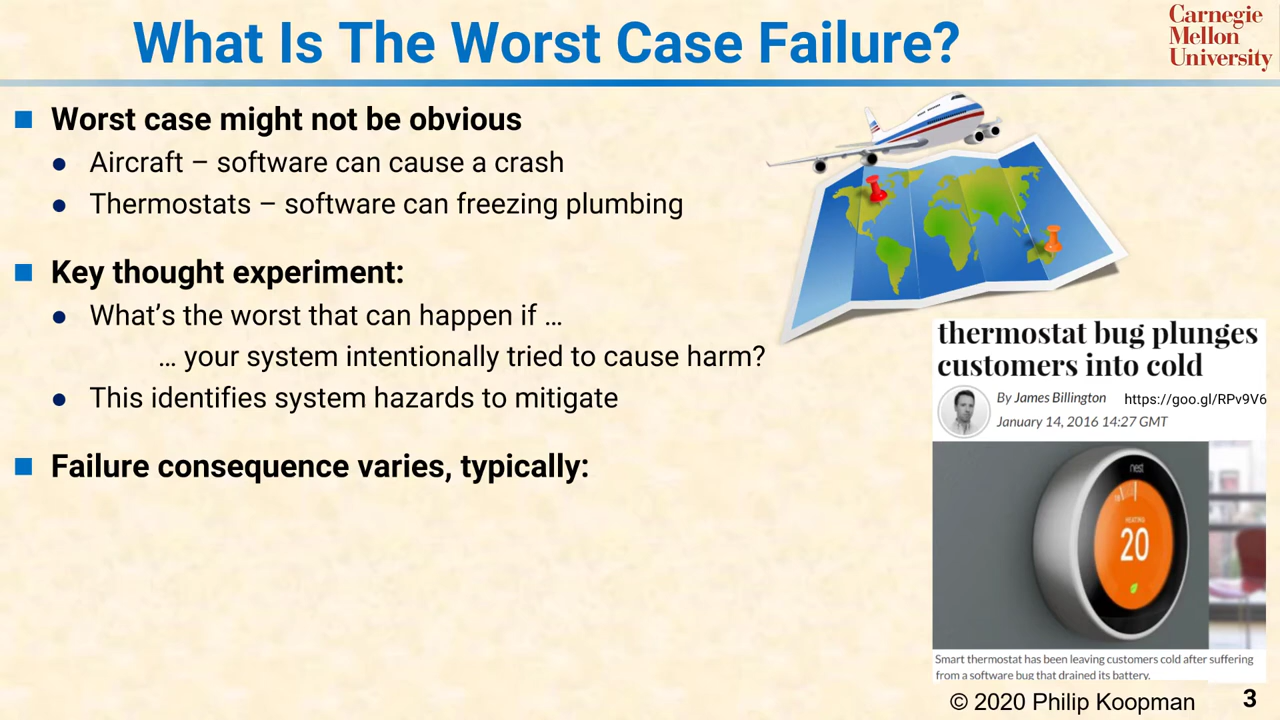 What Is The Worst Case Failure?
Carnegie
Mellon
University
Worst case might not be obvious
Aircraft – software can cause a crash
Thermostats – software can freezing plumbing
Key thought experiment:
What's the worst that can happen if …
… your system intentionally tried to cause harm?
This identifies system hazards to mitigate
Failure consequence varies, typically:
thermostat bug plunges
customers into cold
By James Billington https://goo.gl/RPv9V6
January 14, 2016 14:27 GMT
nest
HEATING
20
Smart thermostat has been leaving customers cold after suffering
from a software bug that drained its battery.
© 2020 Philip Koopman 3